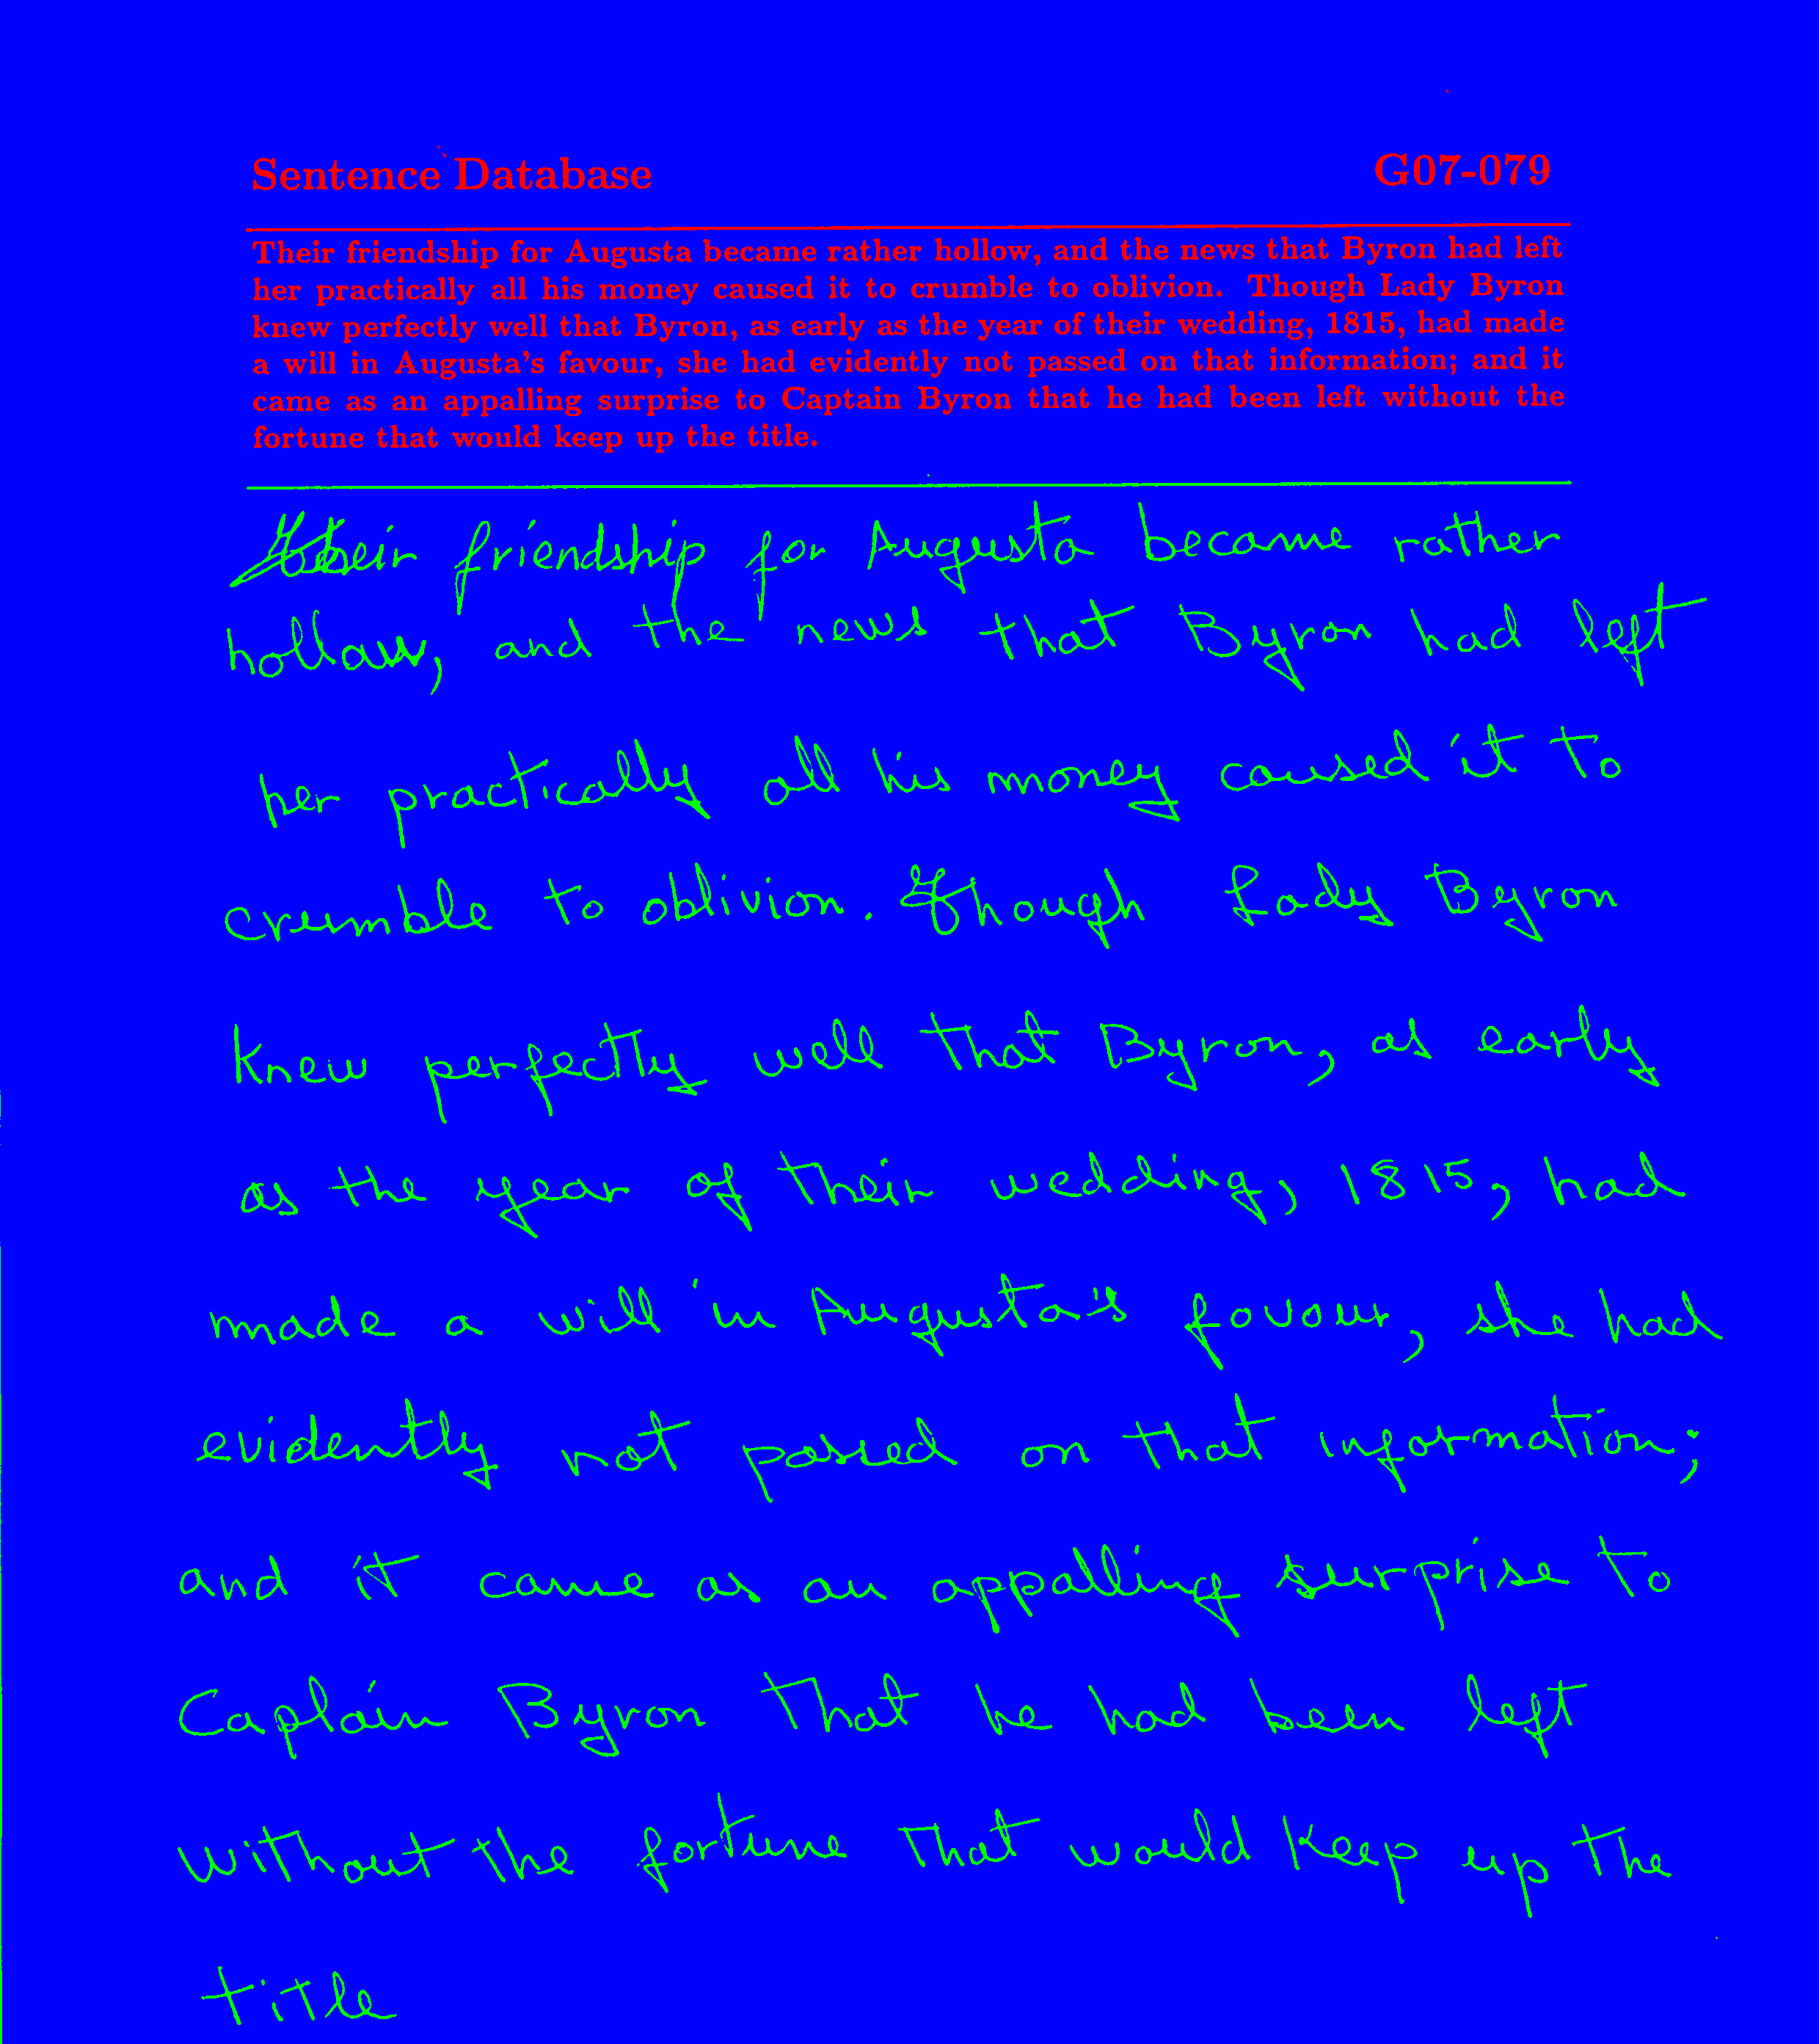 Sentence Database G07-079
Their friendship for Augusta became rather hollow, and the news that Byron had left
her practically all his money caused it to crumble to oblivion. Though Lady Byron
knew perfectly well that Byron, as early as the year of their wedding, 1815, had made
a will in Augusta's favour, she had evidently not passed on that information; and it
came as an appalling surprise to Captain Byron that he had been left without the
fortune that would keep up the title.
Their friendship for Augusta became rather
hollow, and the news that Byron had left
her practically all his money caused it to
crumble to oblivion. Though Lady Byron
knew perfectly well that Byron, as early
as the year of their wedding, 1815, had
made a will in Augusta's favour, she had
evidently not passed on that information;
and it came as an appalling surprise to
Captain Byron that he had been left
without the fortune that would keep up the
title